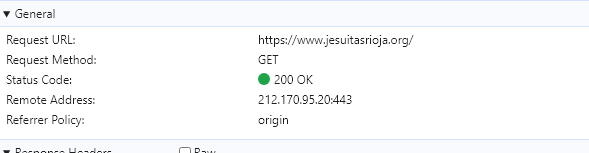 General
Request URL: https://www.jesuitasrioja.org/
Request Method: GET
Status Code: 200 OK
Remote Address: 212.170.95.20:443
Referrer Policy: origin
Response Headers Raw